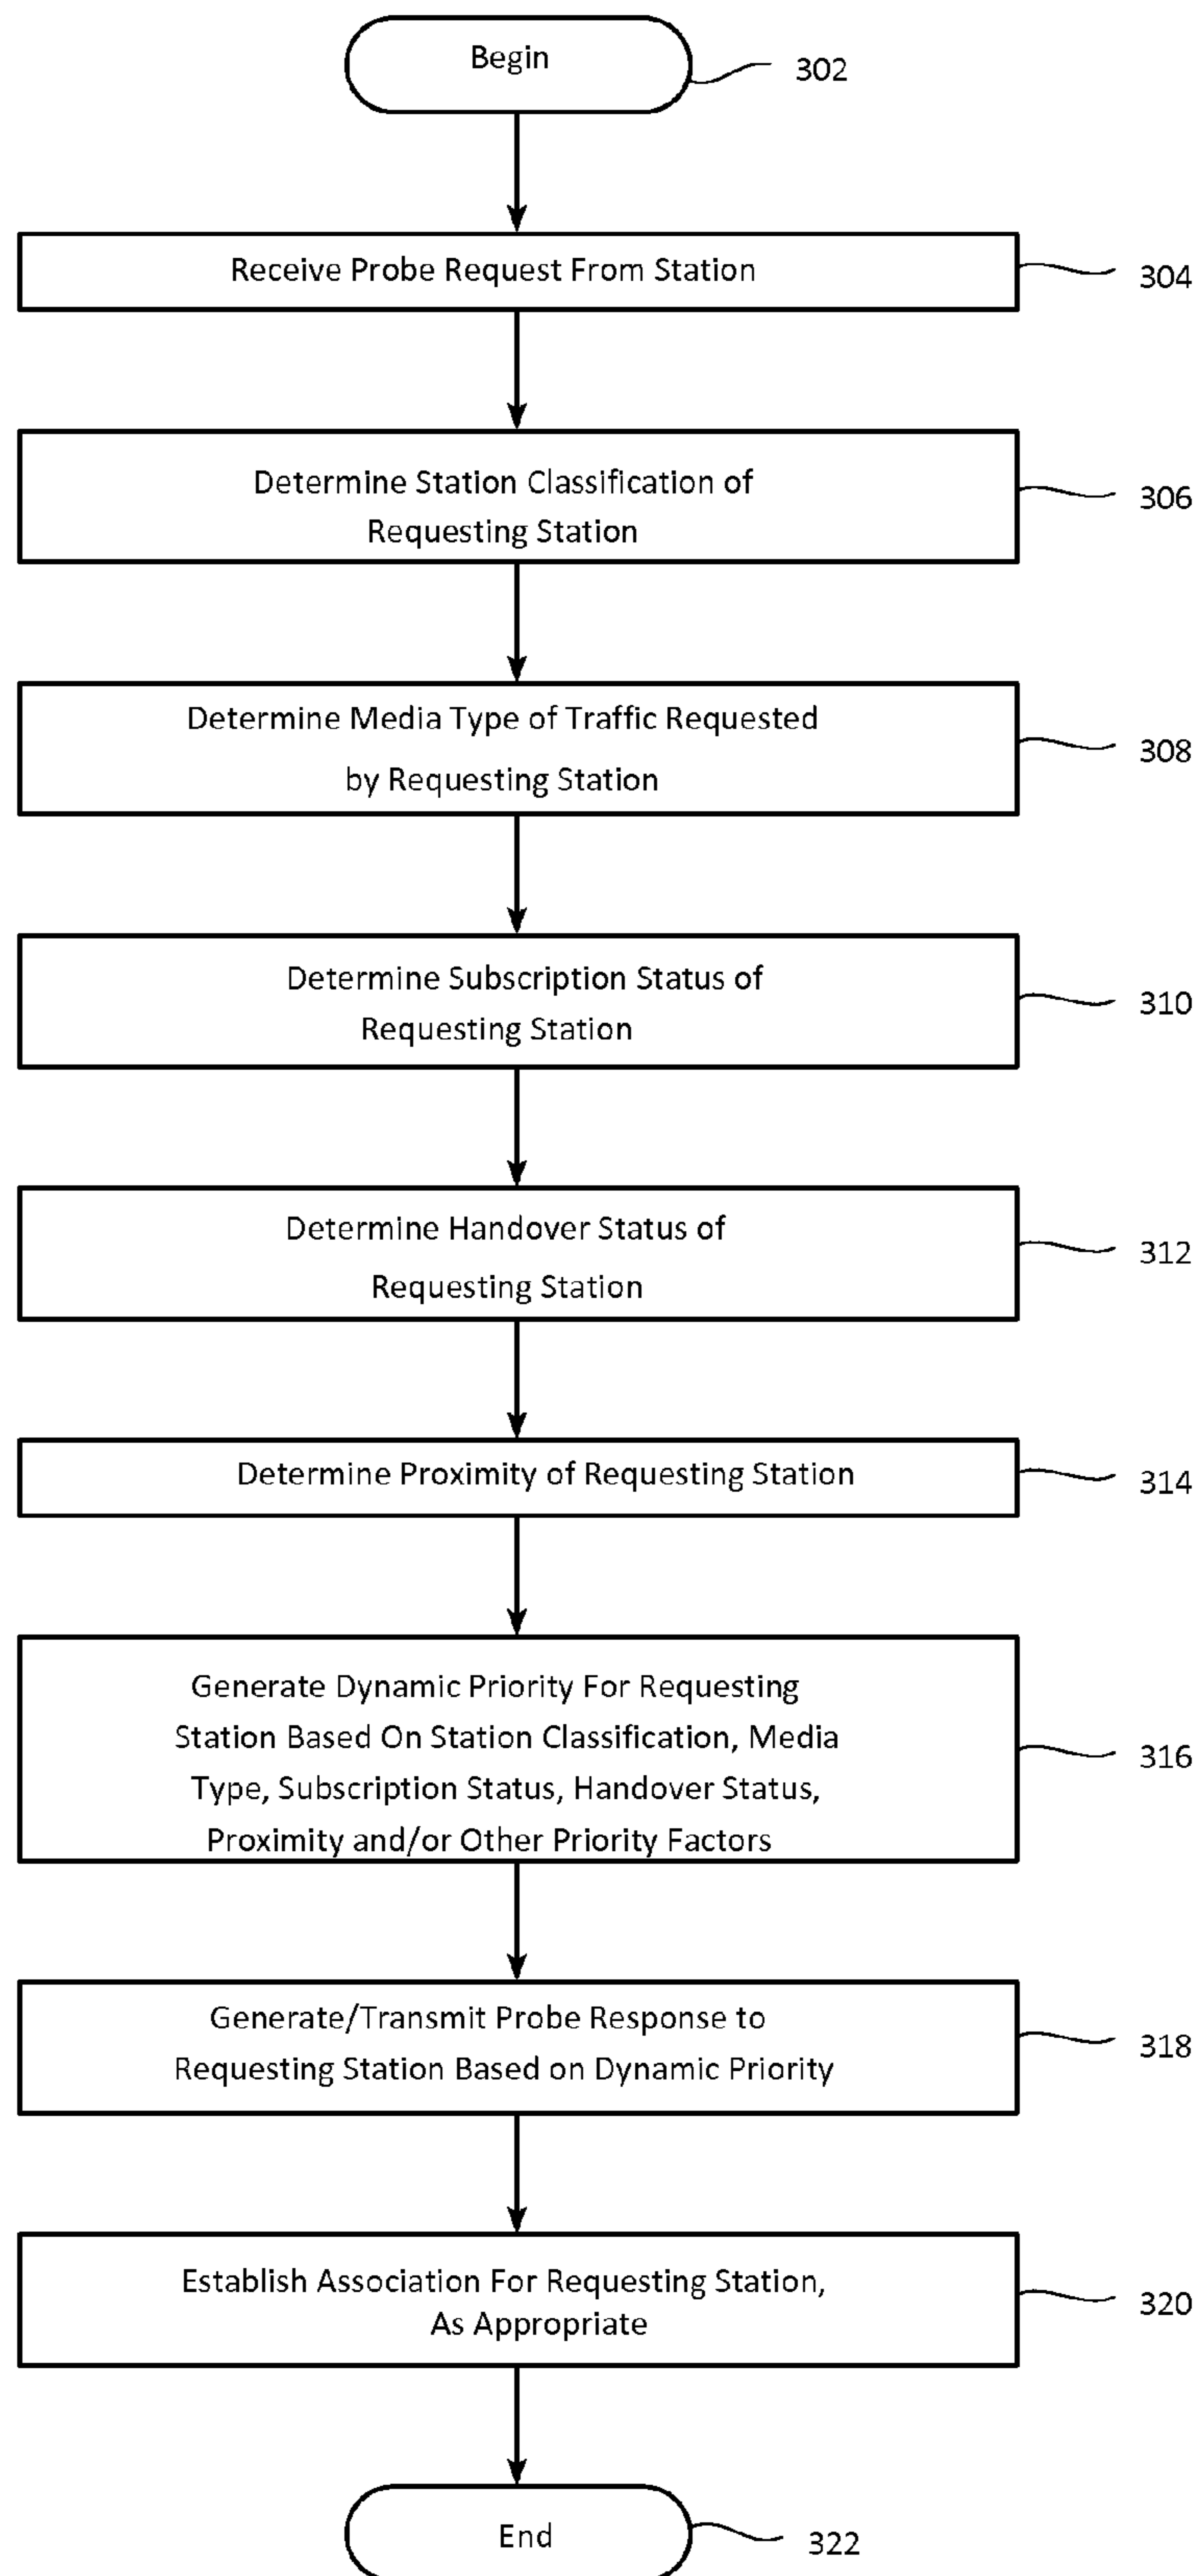 Begin
302
Receive Probe Request From Station
304
Determine Station Classification of
Requesting Station
306
Determine Media Type of Traffic Requested
by Requesting Station
308
Determine Subscription Status of
Requesting Station
310
Determine Handover Status of
Requesting Station
312
Determine Proximity of Requesting Station
314
Generate Dynamic Priority For Requesting
Station Based On Station Classification, Media
Type, Subscription Status, Handover Status,
Proximity and/or Other Priority Factors
316
Generate/Transmit Probe Response to
Requesting Station Based on Dynamic Priority
318
Establish Association For Requesting Station,
As Appropriate
320
End
322